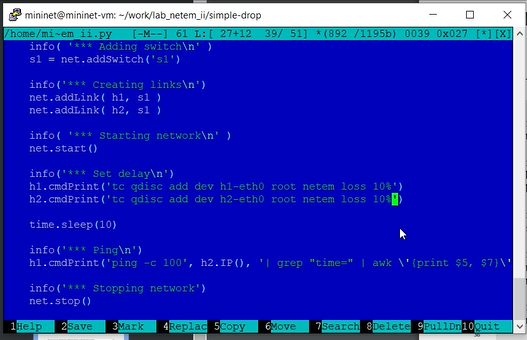 mininet@mininet-vm: ~/work/lab_netem_ii/simple-drop
/home/mi~em_ii.py [-M--] 61 L:[ 27+12 39/ 51] *(892 /1195b) 0039 0x027 [*][X]
info( '*** Adding switch\n' )
s1 = net.addSwitch('s1')
info('*** Creating links\n' )
net.addLink( h1, s1 )
net.addLink( h2, s1 )
info( '*** Starting network\n' )
net.start()
info('*** Set delay\n')
h1.cmdPrint('tc qdisc add dev h1-eth0 root netem loss 10%')
h2.cmdPrint('tc qdisc add dev h2-eth0 root netem loss 10%')
time.sleep(10)
info('*** Ping\n')
h1.cmdPrint('ping -c 100', h2.IP(), '| grep "time=" | awk \'{print $5, $7}\'
info('*** Stopping network')
net.stop()
1Help 2Save 3Mark 4Replac 5Copy 6Move 7Search 8Delete 9PullDn 10Quit